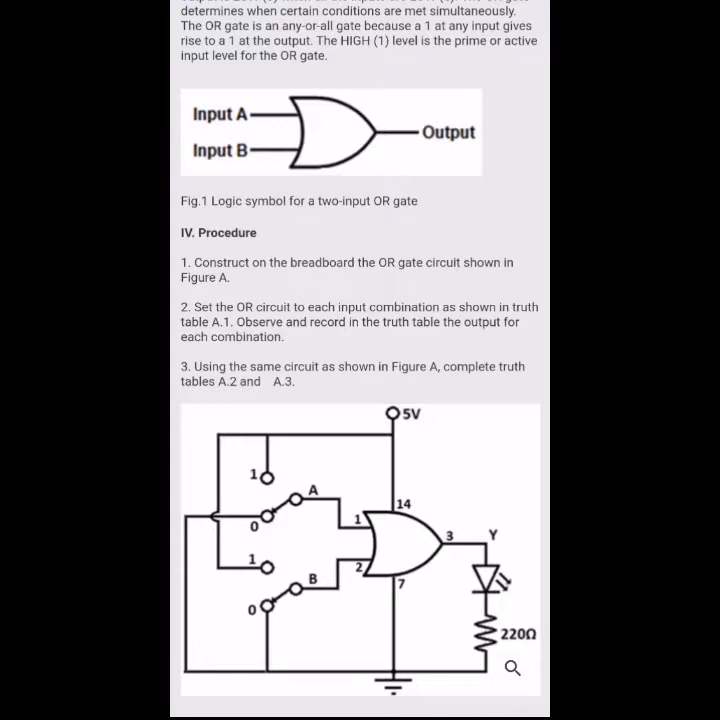 determines when certain conditions are met simultaneously.
The OR gate is an any-or-all gate because a 1 at any input gives
rise to a 1 at the output. The HIGH (1) level is the prime or active
input level for the OR gate.
Input A
Output
Input B
Fig.1 Logic symbol for a two-input OR gate
IV. Procedure
1. Construct on the breadboard the OR gate circuit shown in
Figure A.
2. Set the OR circuit to each input combination as shown in truth
table A.1. Observe and record in the truth table the output for
each combination.
3. Using the same circuit as shown in Figure A, complete truth
tables A.2 and A.3.
5V
1
A
14
0
1
3
Y
1
2
B
7
0
220Ω